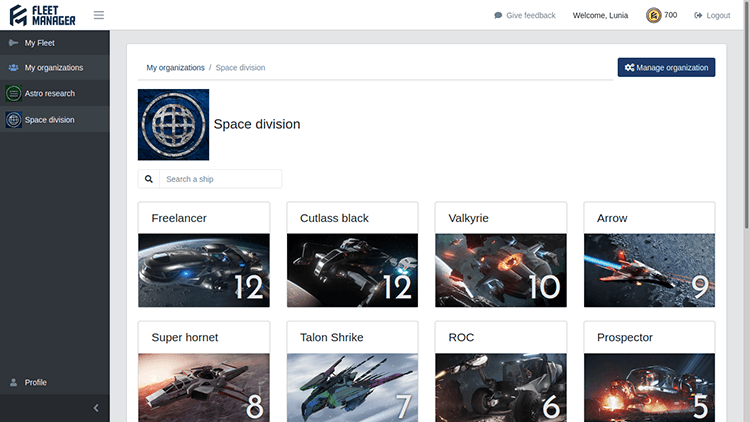 FLEET
MANAGER
Give feedback
Welcome, Lunia
700
Logout
My Fleet
My organizations
Astro research
Space division
Profile
My organizations / Space division
Manage organization
Space division
Search a ship
Freelancer
Cutlass black
Valkyrie
Arrow
12
12
10
9
Super hornet
Talon Shrike
ROC
Prospector
8
7
6
5